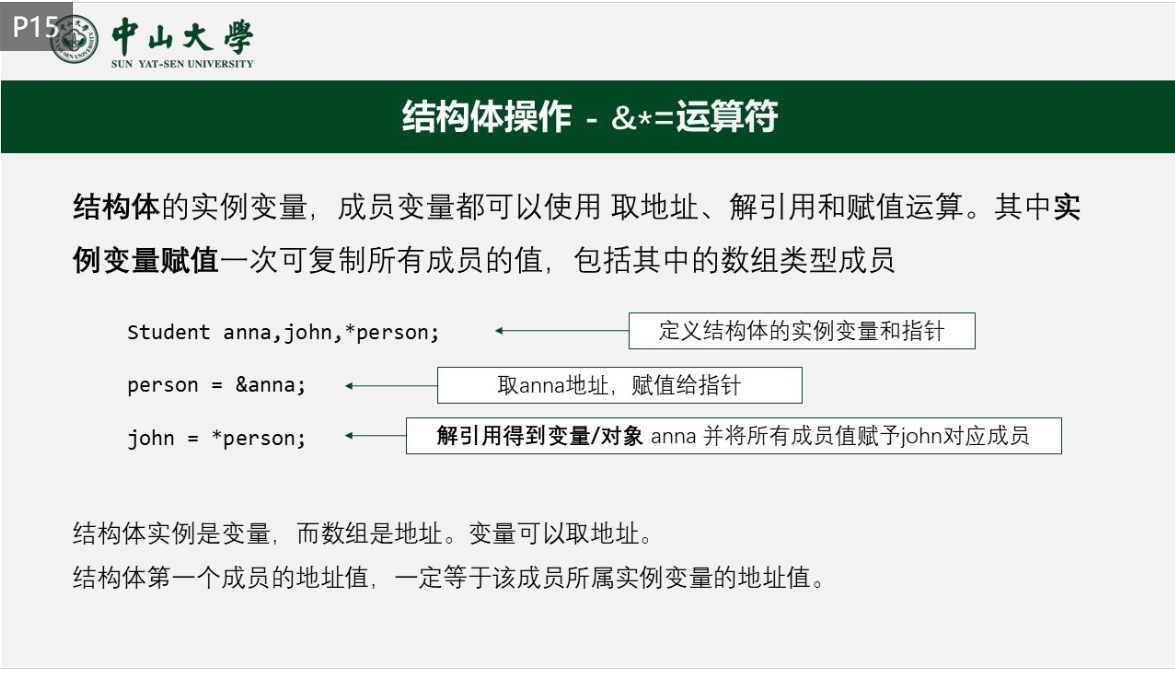 P15
中山大學
SUN YAT-SEN UNIVERSITY
结构体操作 - &*=运算符
结构体的实例变量，成员变量都可以使用 取地址、解引用和赋值运算。其中实
例变量赋值一次可复制所有成员的值，包括其中的数组类型成员
Student anna,john,*person;
定义结构体的实例变量和指针
person = &anna;
取anna地址，赋值给指针
john = *person;
解引用得到变量/对象 anna 并将所有成员值赋予john对应成员
结构体实例是变量，而数组是地址。变量可以取地址。
结构体第一个成员的地址值，一定等于该成员所属实例变量的地址值。